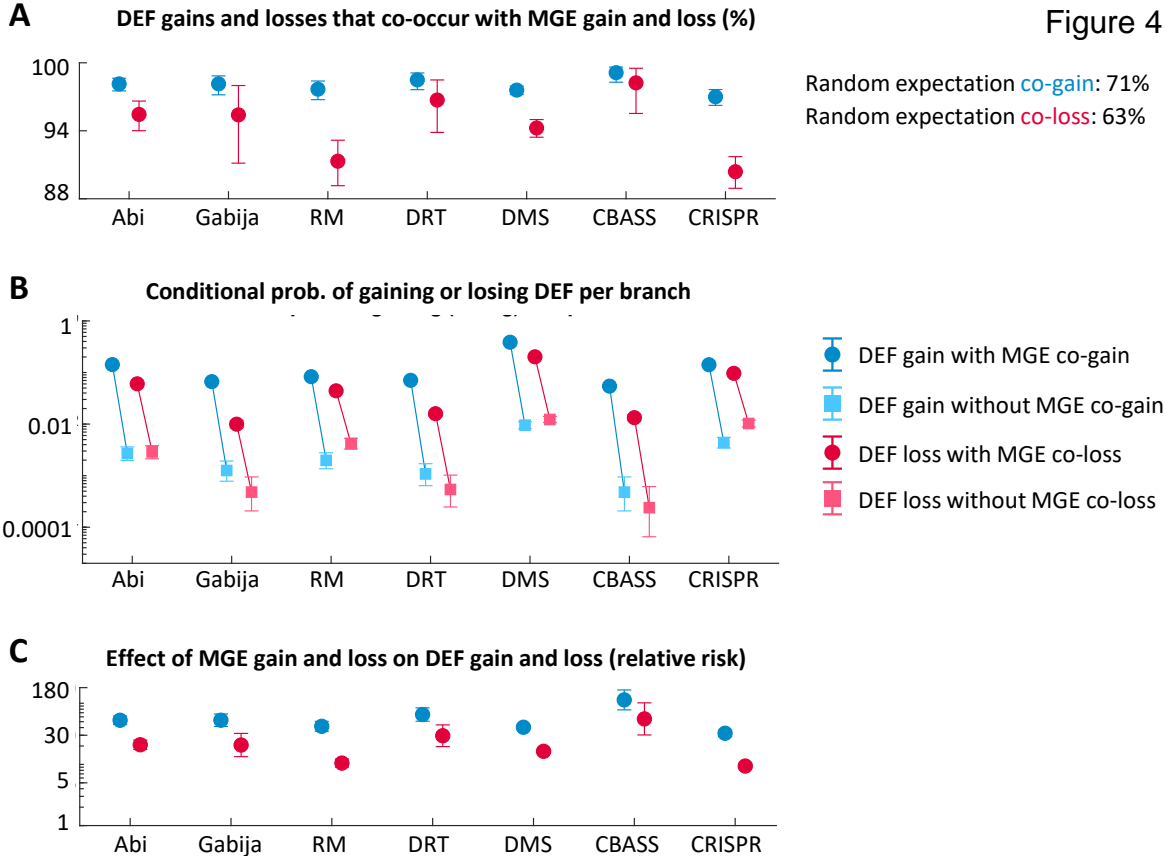 A
DEF gains and losses that co-occur with MGE gain and loss (%)
Figure 4
100
94
88
Abi Gabija RM DRT DMS CBASS CRISPR
Random expectation co-gain: 71%
Random expectation co-loss: 63%
B
Conditional prob. of gaining or losing DEF per branch
1
0.01
0.0001
Abi Gabija RM DRT DMS CBASS CRISPR
DEF gain with MGE co-gain
DEF gain without MGE co-gain
DEF loss with MGE co-loss
DEF loss without MGE co-loss
C
Effect of MGE gain and loss on DEF gain and loss (relative risk)
180
30
5
1
Abi Gabija RM DRT DMS CBASS CRISPR